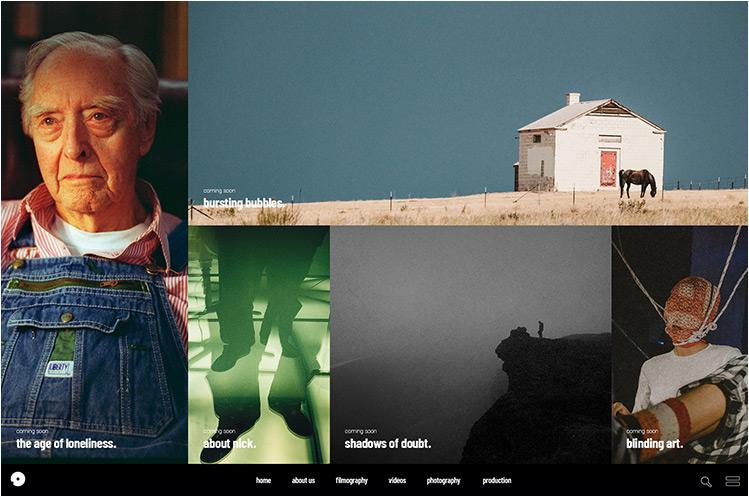 coming soon
bursting bubbles.
LIBERTY
coming soon
the age of loneliness.
coming soon
about nick.
coming soon
shadows of doubt.
coming soon
blinding art.
home about us filmography videos photography production